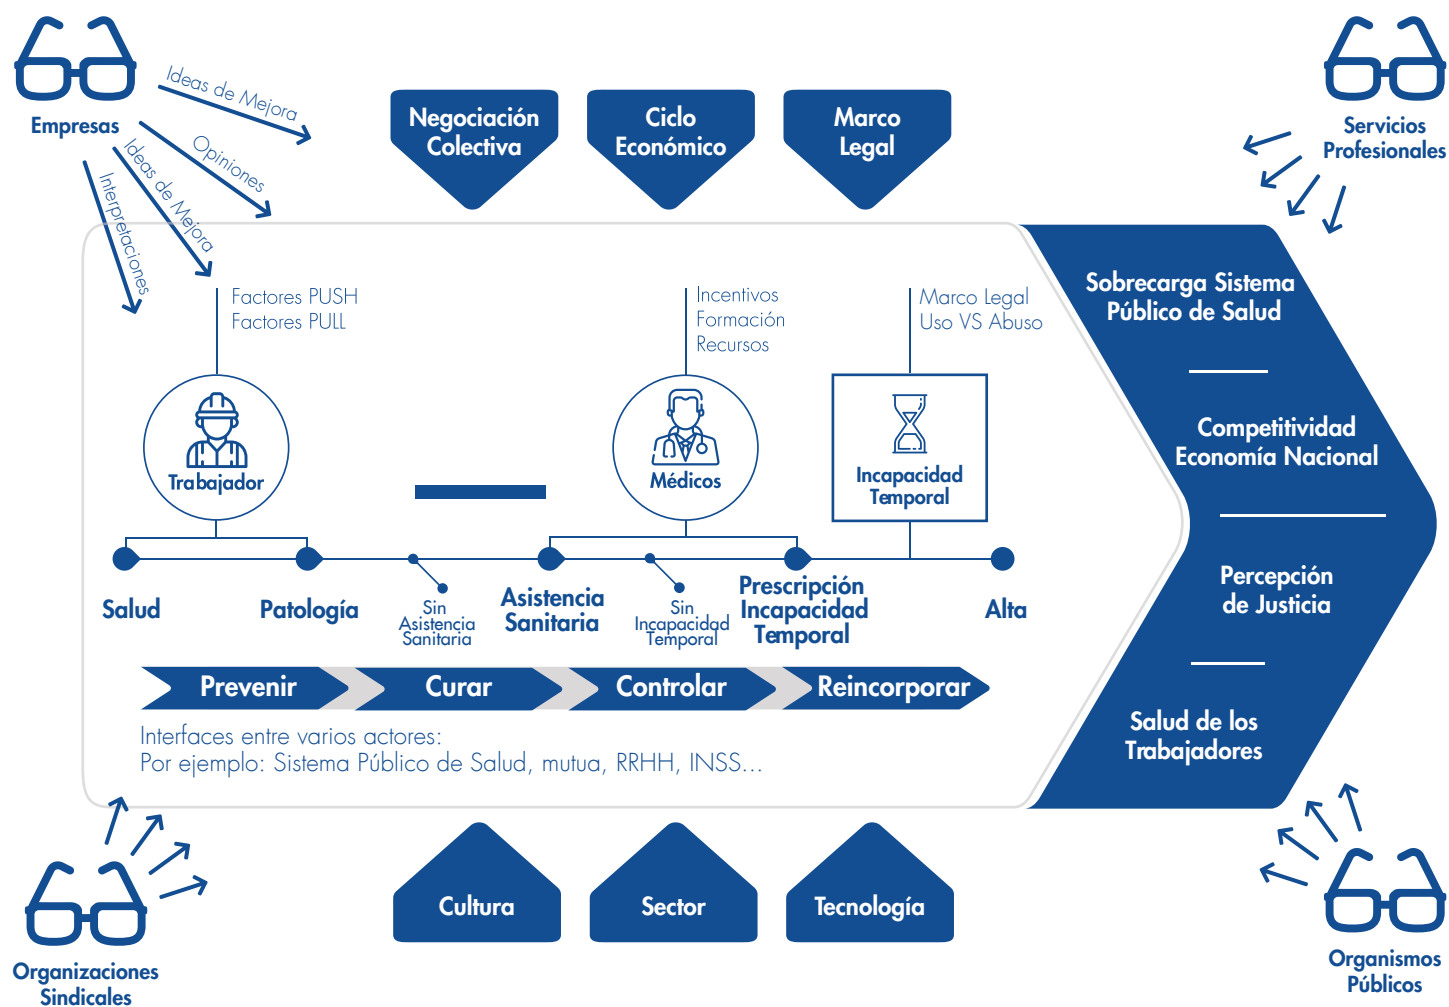 Empresas
Ideas de Mejora
Opiniones
Ideas de Mejora
Interpretaciones
Negociación
Colectiva
Ciclo
Económico
Marco
Legal
Servicios
Profesionales
Factores PUSH
Factores PULL
Incentivos
Formación
Recursos
Marco Legal
Uso VS Abuso
Trabajador
Médicos
Incapacidad
Temporal
Salud
Patología
Sin
Asistencia
Sanitaria
Asistencia
Sanitaria
Sin
Incapacidad
Temporal
Prescripción
Incapacidad
Temporal
Alta
Prevenir
Curar
Controlar
Reincorporar
Interfaces entre varios actores:
Por ejemplo: Sistema Público de Salud, mutua, RRHH, INSS...
Sobrecarga Sistema
Público de Salud
Competitividad
Economía Nacional
Percepción
de Justicia
Salud de los
Trabajadores
Organizaciones
Sindicales
Cultura
Sector
Tecnología
Organismos
Públicos